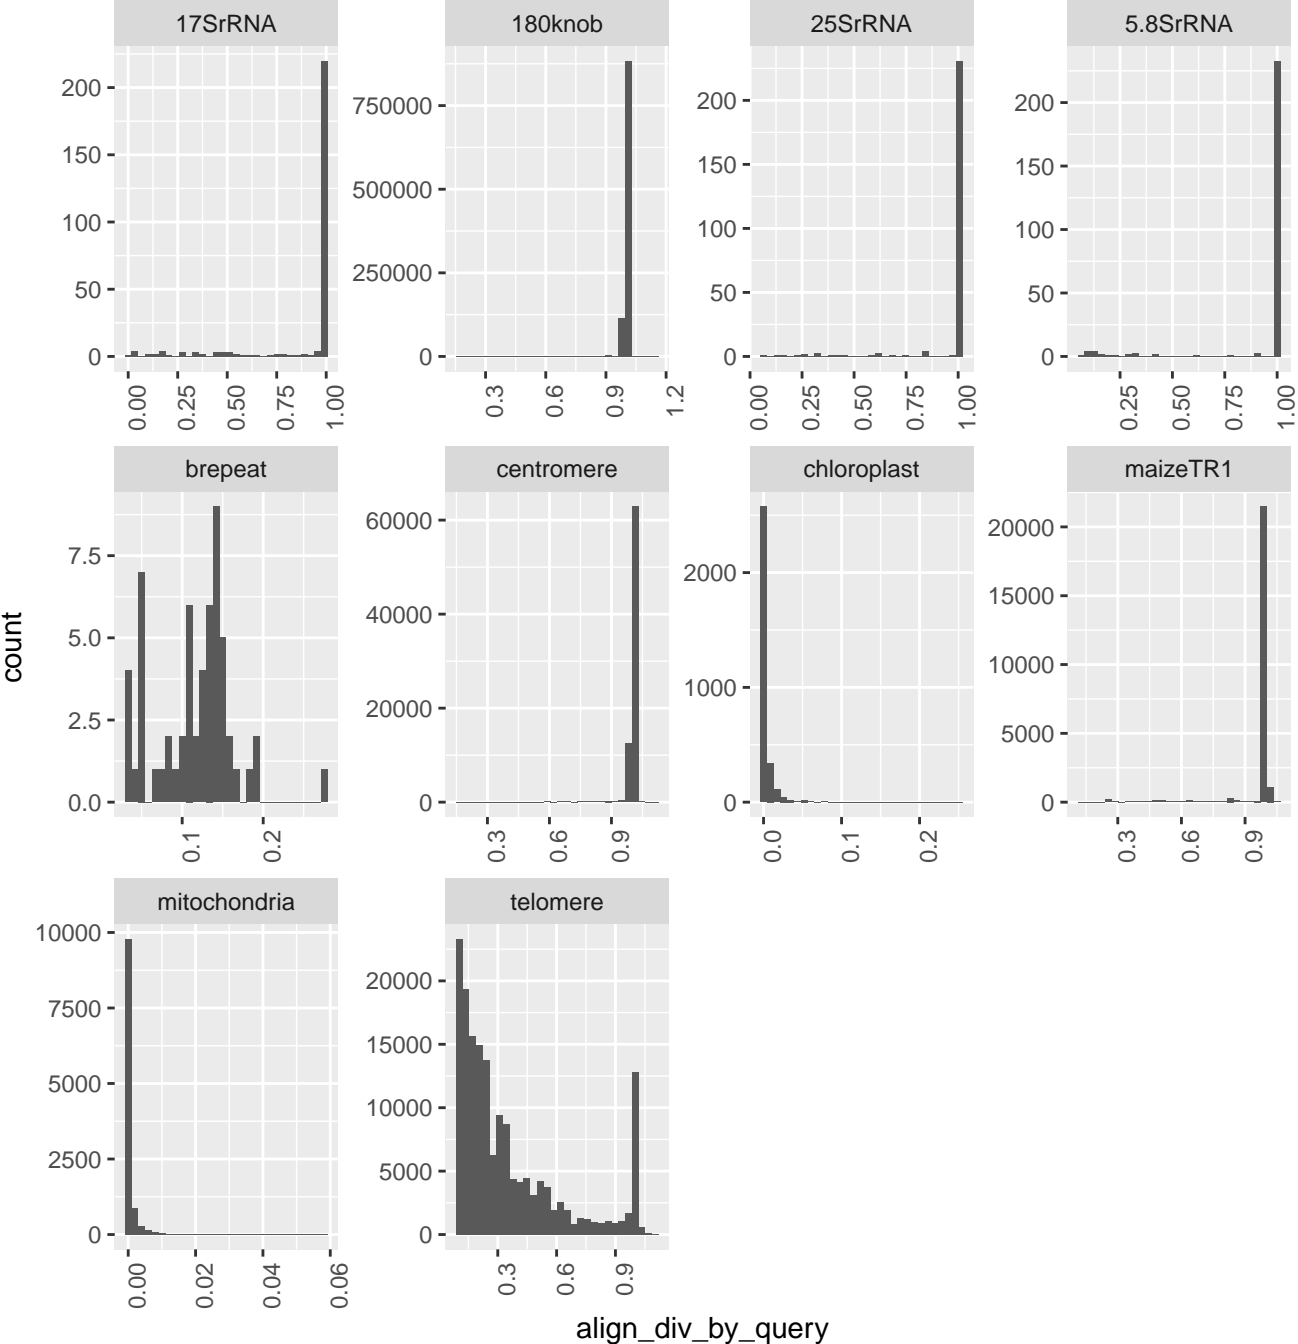 17SrRNA 180knob 25SrRNA 5.8SrRNA
200 150 100 50 0
750000 500000 250000 0
200 150 100 50 0
200 150 100 50 0
0.00 0.25 0.50 0.75 1.00
0.3 0.6 0.9 1.2
0.00 0.25 0.50 0.75 1.00
0.25 0.50 0.75 1.00
brepeat centromere chloroplast maizeTR1
7.5 5.0 2.5 0.0
60000 40000 20000 0
2000 1000 0
20000 15000 10000 5000 0
0.1 0.2
0.3 0.6 0.9
0.0 0.1 0.2
0.3 0.6 0.9
count
mitochondria telomere
10000 7500 5000 2500 0
20000 15000 10000 5000 0
0.00 0.02 0.04 0.06
0.3 0.6 0.9
align_div_by_query